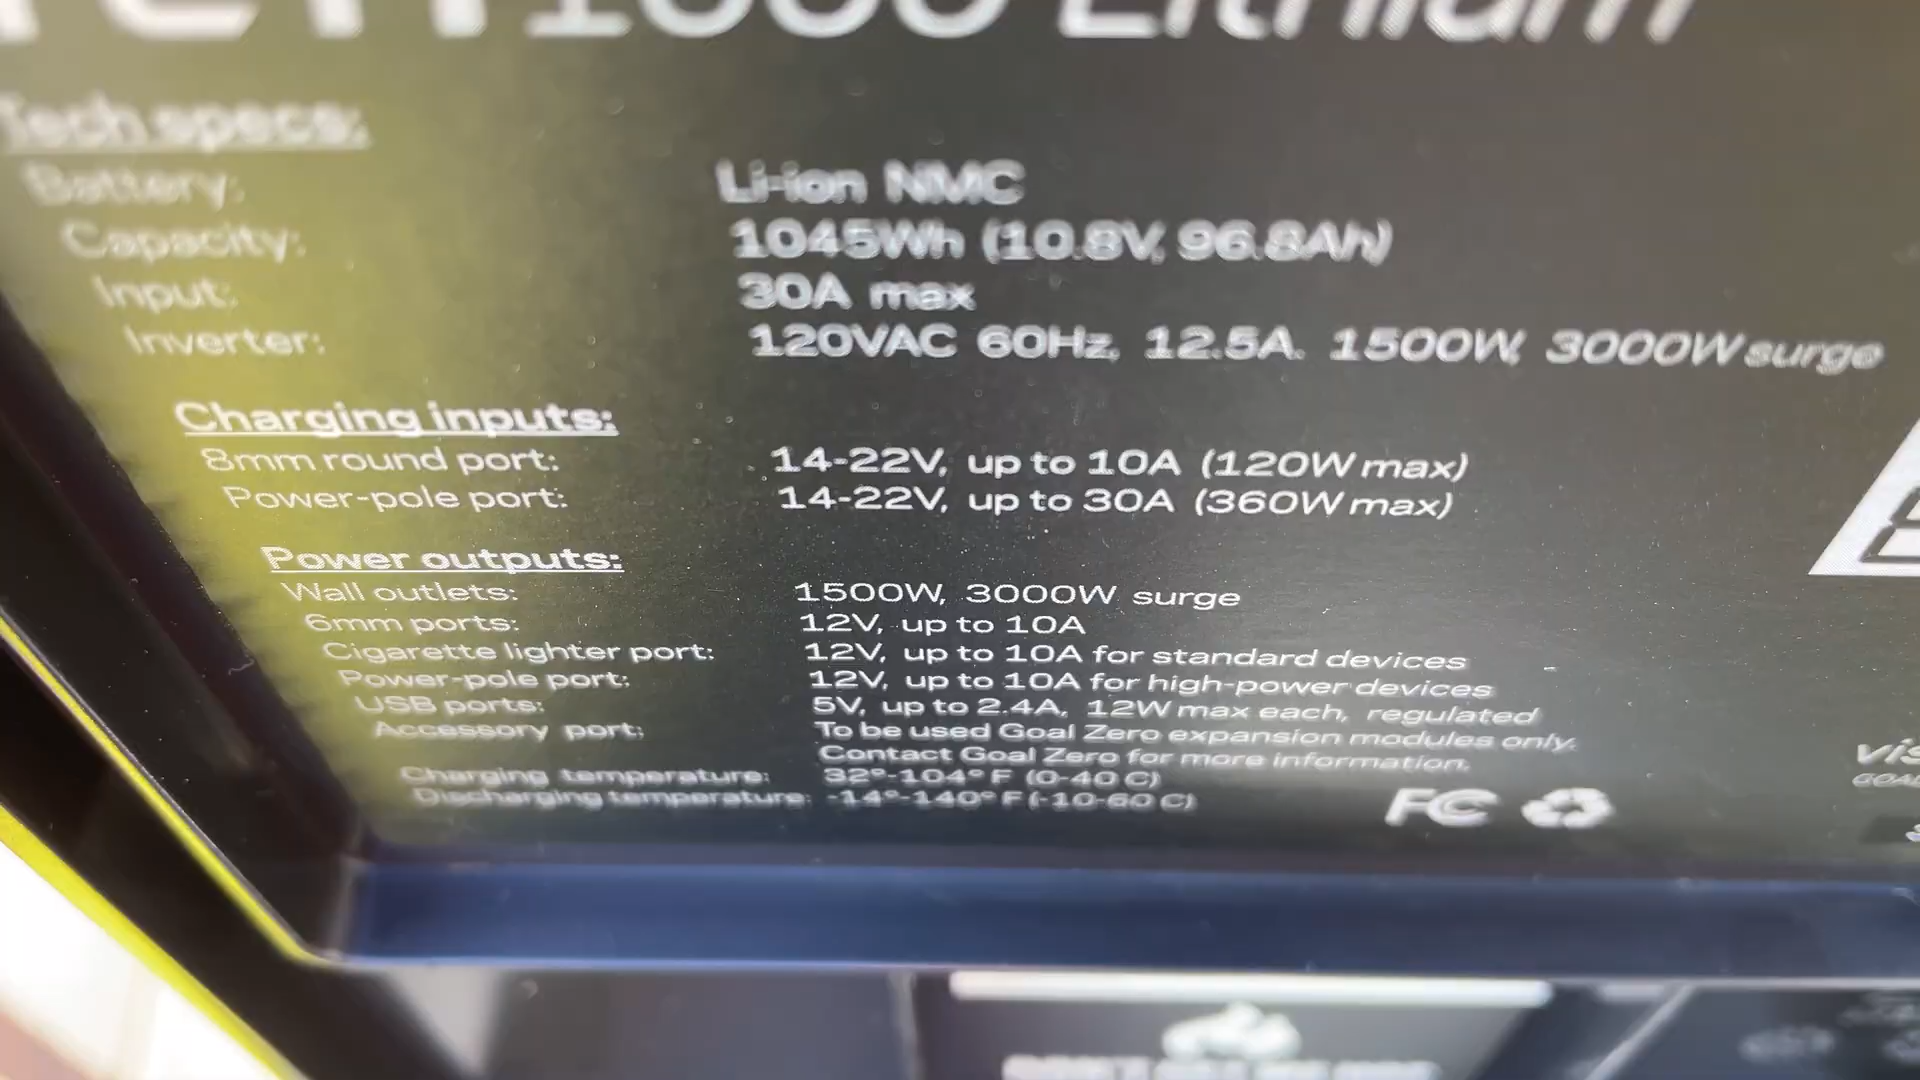 1000 Lithium
Tech specs:
Battery: Li-ion NMC
Capacity: 1045Wh (10.8V, 96.8Ah)
Input: 30A max
Inverter: 120VAC 60Hz, 12.5A. 1500W, 3000W surge
Charging inputs:
8mm round port: 14-22V, up to 10A (120W max)
Power-pole port: 14-22V, up to 30A (360W max)
Power outputs:
Wall outlets: 1500W, 3000W surge
6mm ports: 12V, up to 10A
Cigarette lighter port: 12V, up to 10A for standard devices
Power-pole port: 12V, up to 10A for high-power devices
USB ports: 5V, up to 2.4A, 12W max each, regulated
Accessory port: To be used Goal Zero expansion modules only.
Contact Goal Zero for more information.
Charging temperature: 32°-104° F (0-40 C)
Discharging temperature: -14°-140° F (-10-60 C)
FC